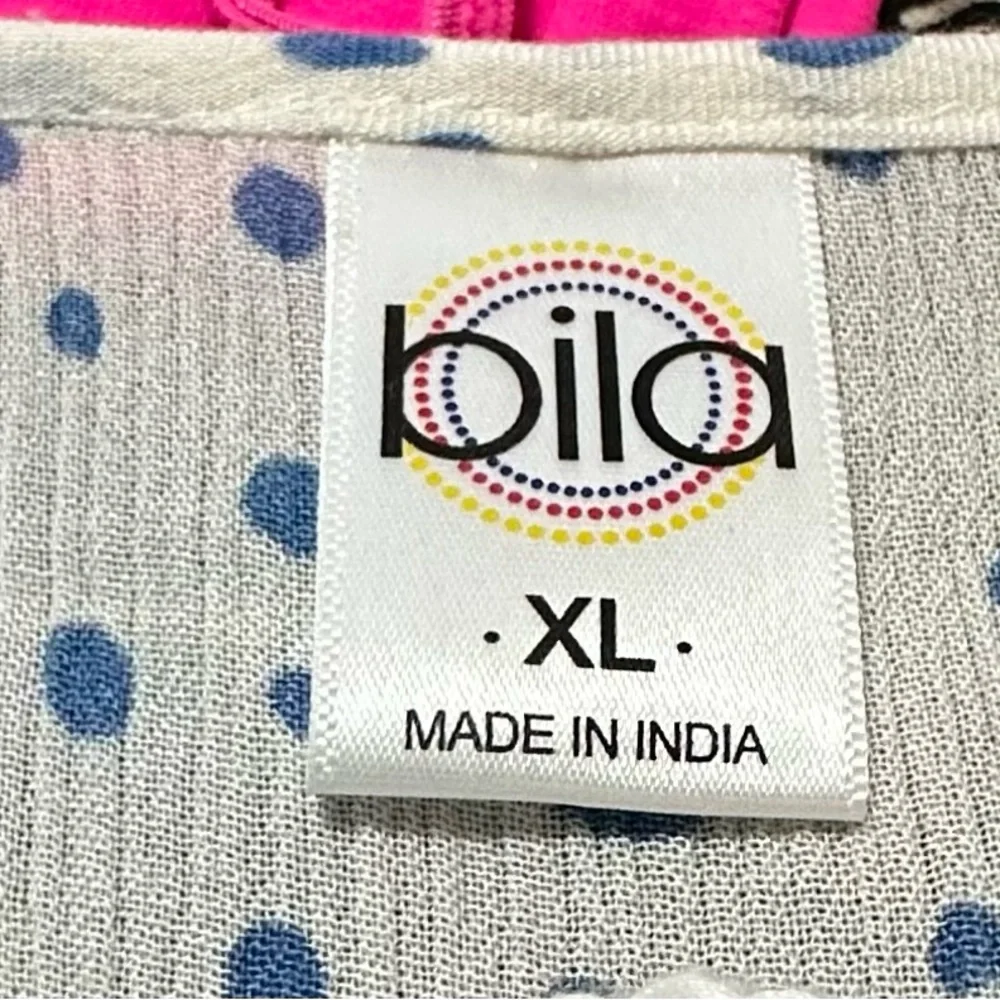 bila
· XL ·
MADE IN INDIA